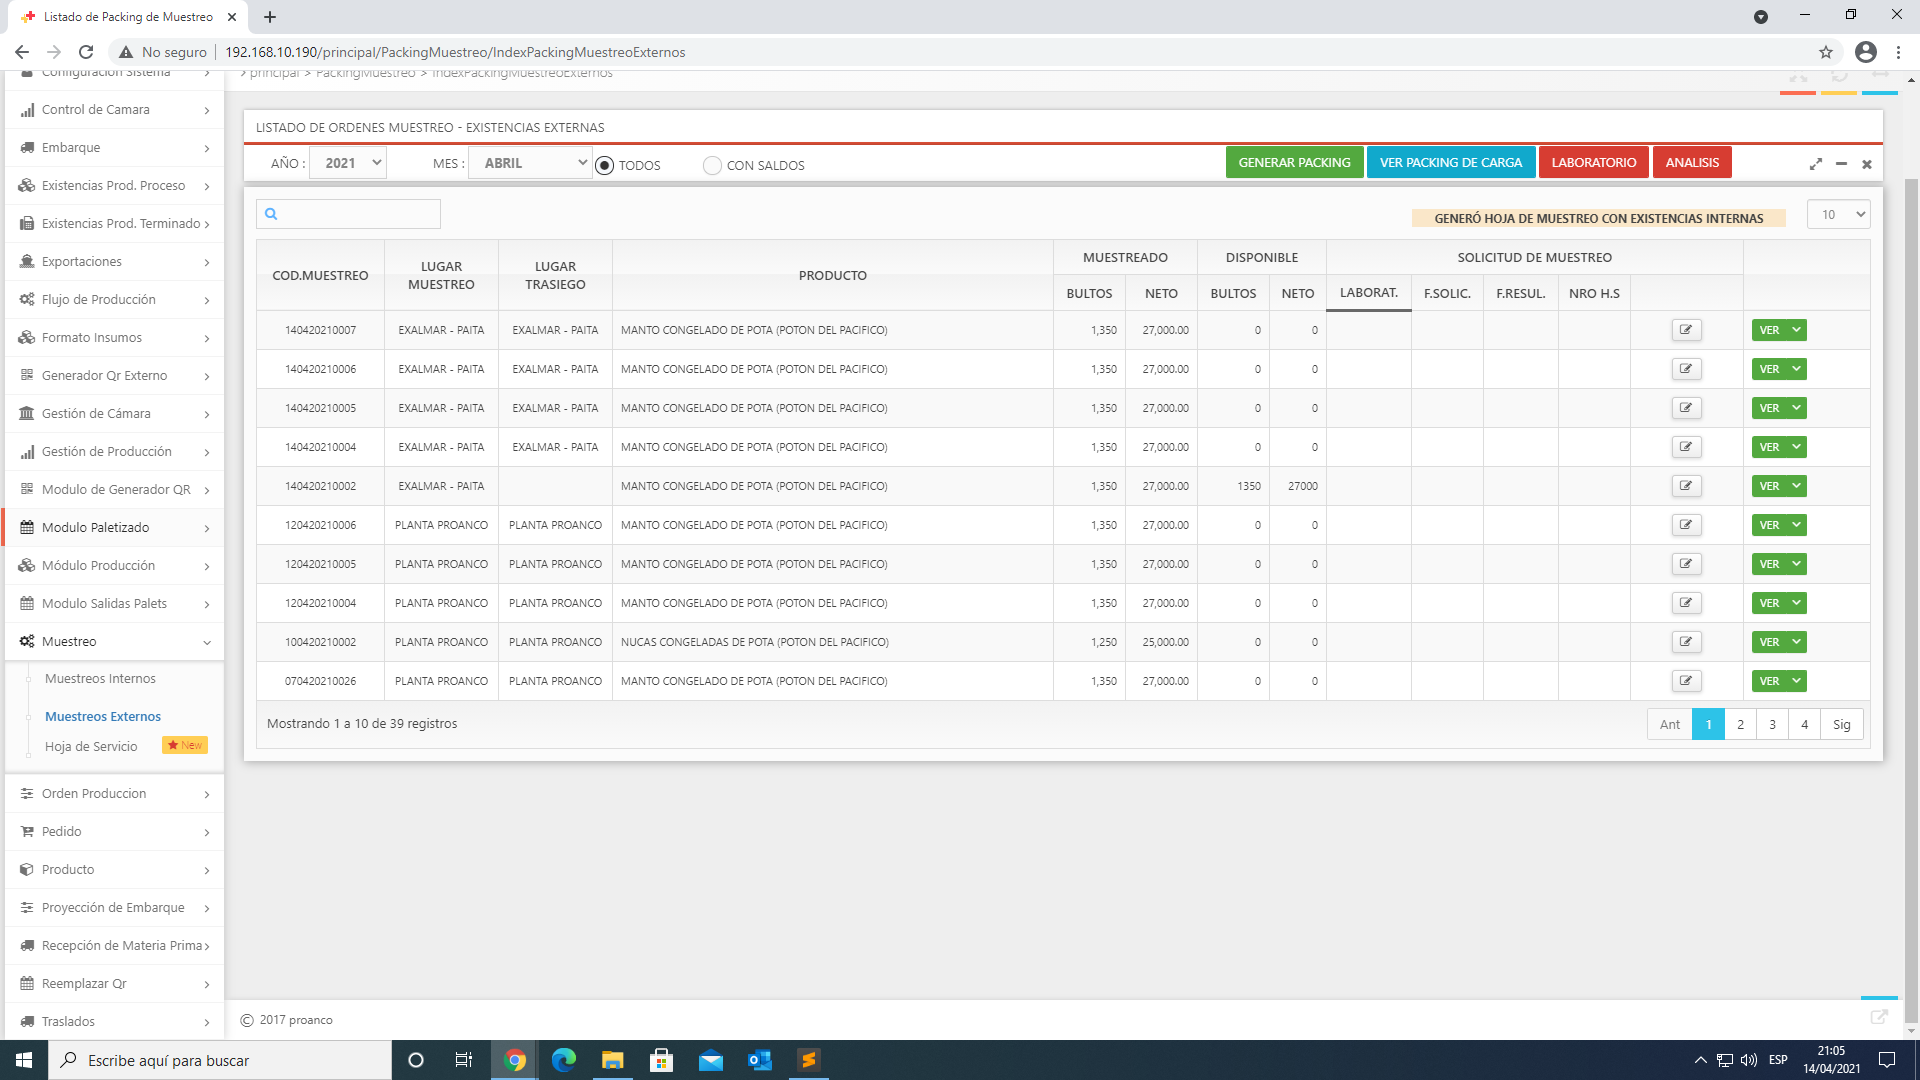 Listado de Packing de Muestreo
No seguro
192.168.10.190/principal/PackingMuestreo/IndexPackingMuestreoExternos
Configuración Sistema
Control de Camara
Embarque
Existencias Prod. Proceso
Existencias Prod. Terminado
Exportaciones
Flujo de Producción
Formato Insumos
Generador Qr Externo
Gestión de Cámara
Gestión de Producción
Modulo de Generador QR
Modulo Paletizado
Módulo Producción
Modulo Salidas Palets
Muestreo
Muestreos Internos
Muestreos Externos
Hoja de Servicio New
Orden Produccion
Pedido
Producto
Proyección de Embarque
Recepción de Materia Prima
Reemplazar Qr
Traslados
> principal > PackingMuestreo > IndexPackingMuestreoExternos
LISTADO DE ORDENES MUESTREO - EXISTENCIAS EXTERNAS
AÑO : 2021 MES : ABRIL TODOS CON SALDOS GENERAR PACKING VER PACKING DE CARGA LABORATORIO ANALISIS
GENERÓ HOJA DE MUESTREO CON EXISTENCIAS INTERNAS 10
COD.MUESTREO LUGAR MUESTREO LUGAR TRASIEGO PRODUCTO MUESTREADO DISPONIBLE SOLICITUD DE MUESTREO
BULTOS NETO BULTOS NETO LABORAT. F.SOLIC. F.RESUL. NRO H.S
140420210007 EXALMAR - PAITA EXALMAR - PAITA MANTO CONGELADO DE POTA (POTON DEL PACIFICO) 1,350 27,000.00 0 0 VER
140420210006 EXALMAR - PAITA EXALMAR - PAITA MANTO CONGELADO DE POTA (POTON DEL PACIFICO) 1,350 27,000.00 0 0 VER
140420210005 EXALMAR - PAITA EXALMAR - PAITA MANTO CONGELADO DE POTA (POTON DEL PACIFICO) 1,350 27,000.00 0 0 VER
140420210004 EXALMAR - PAITA EXALMAR - PAITA MANTO CONGELADO DE POTA (POTON DEL PACIFICO) 1,350 27,000.00 0 0 VER
140420210002 EXALMAR - PAITA MANTO CONGELADO DE POTA (POTON DEL PACIFICO) 1,350 27,000.00 1350 27000 VER
120420210006 PLANTA PROANCO PLANTA PROANCO MANTO CONGELADO DE POTA (POTON DEL PACIFICO) 1,350 27,000.00 0 0 VER
120420210005 PLANTA PROANCO PLANTA PROANCO MANTO CONGELADO DE POTA (POTON DEL PACIFICO) 1,350 27,000.00 0 0 VER
120420210004 PLANTA PROANCO PLANTA PROANCO MANTO CONGELADO DE POTA (POTON DEL PACIFICO) 1,350 27,000.00 0 0 VER
100420210002 PLANTA PROANCO PLANTA PROANCO NUCAS CONGELADAS DE POTA (POTON DEL PACIFICO) 1,250 25,000.00 0 0 VER
070420210026 PLANTA PROANCO PLANTA PROANCO MANTO CONGELADO DE POTA (POTON DEL PACIFICO) 1,350 27,000.00 0 0 VER
Mostrando 1 a 10 de 39 registros Ant 1 2 3 4 Sig
© 2017 proanco
Escribe aquí para buscar
ESP
21:05
14/04/2021